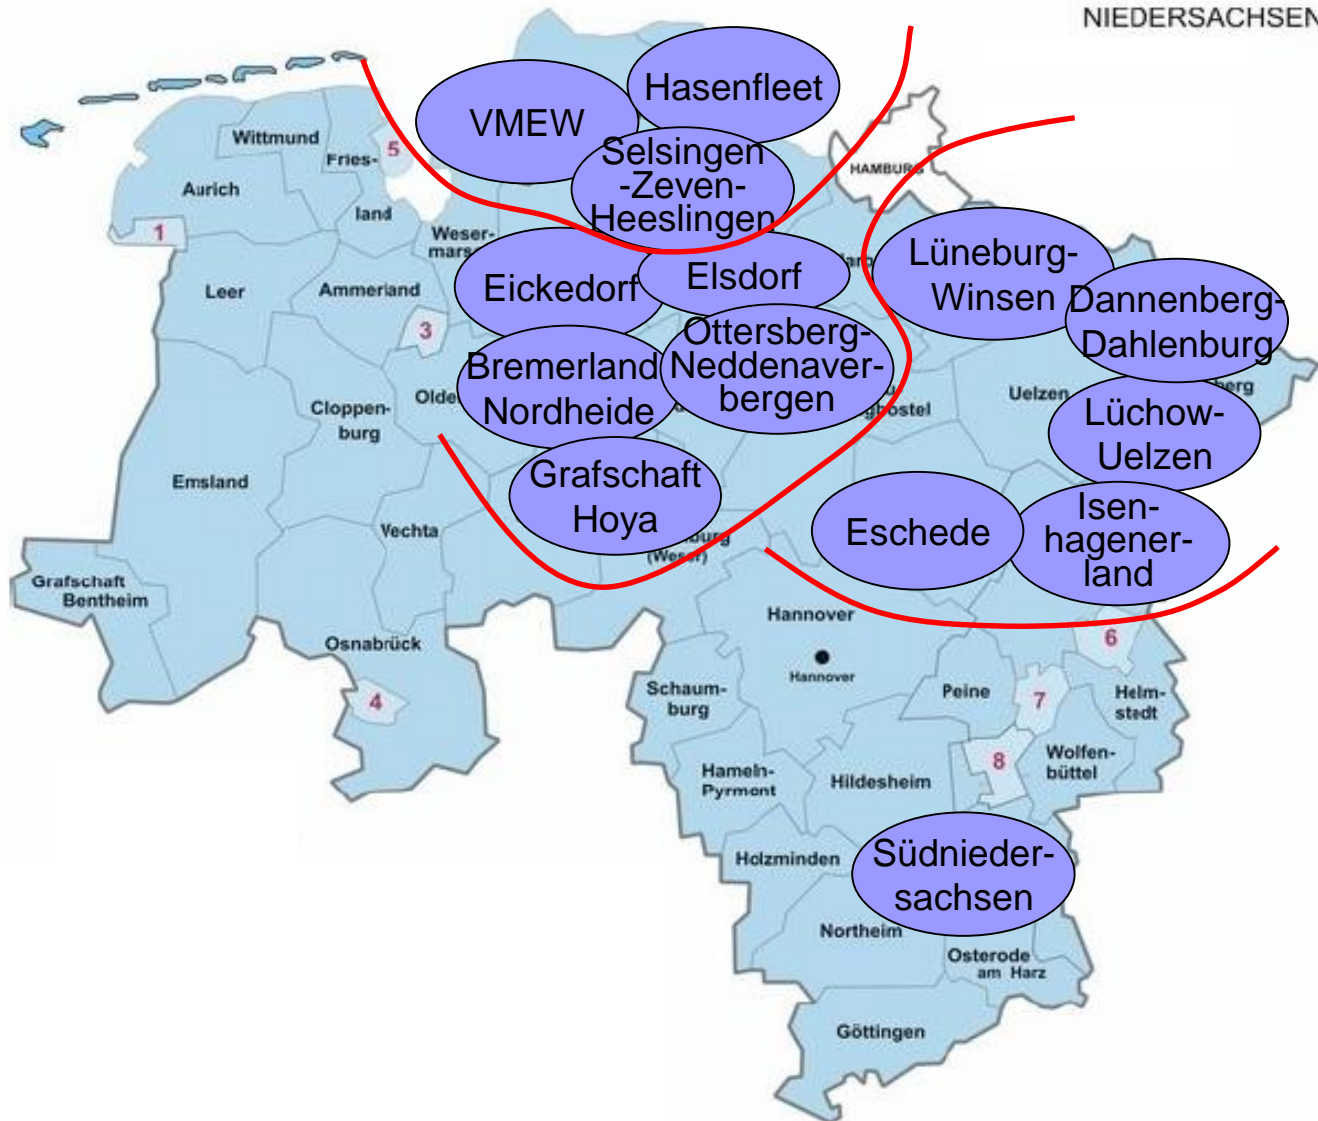 NIEDERSACHSEN
Hasenfleet
VMEW
Selsingen
-Zeven-
Heeslingen
HAMBURG
Wittmund
Fries-
land
5
Aurich
1
Weser-
Leer
Ammerland
3
Eickedorf
Elsdorf
Lüneburg-
Winsen
Dannenberg-
Dahlenburg
Bremerland
Nordheide
Ottersberg-
Neddenaver-
bergen
Uelzen
berg
Lüchow-
Uelzen
Cloppen-
burg
Emsland
Vechta
Grafschaft
Hoya
(Weser)
Eschede
Isen-
hagener-
land
Grafschaft
Bentheim
Osnabrück
4
Hannover
Hannover
Schaum-
burg
Peine
6
7
Helm-
stedt
8
Wolfen-
büttel
Hameln-
Pyrmont
Hildesheim
Holzminden
Südnieder-
sachsen
Northeim
Osterode
am Harz
Göttingen